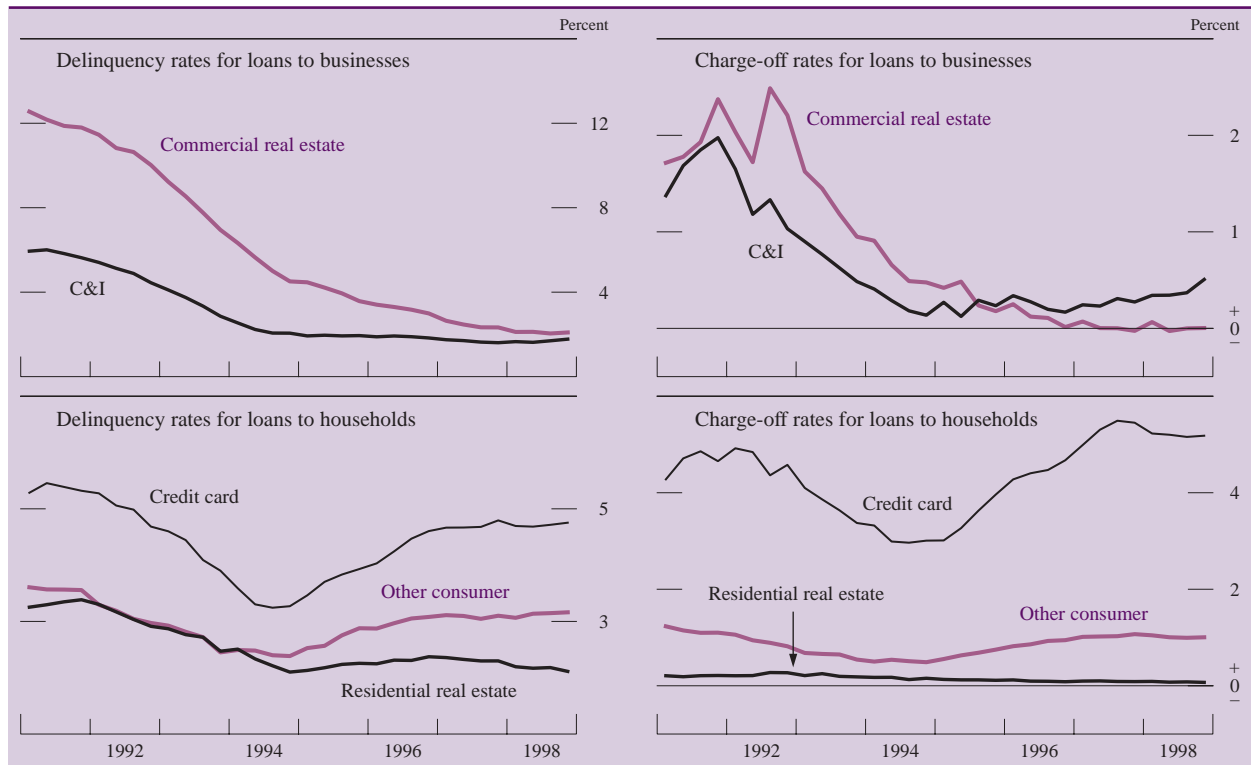 Percent
Delinquency rates for loans to businesses
12
Commercial real estate
8
C&I
4
Percent
Charge-off rates for loans to businesses
2
Commercial real estate
1
C&I
+
0
–
Delinquency rates for loans to households
Credit card
5
Other consumer
3
Residential real estate
1992 1994 1996 1998
Charge-off rates for loans to households
4
Credit card
2
Residential real estate
Other consumer
+
0
–
1992 1994 1996 1998